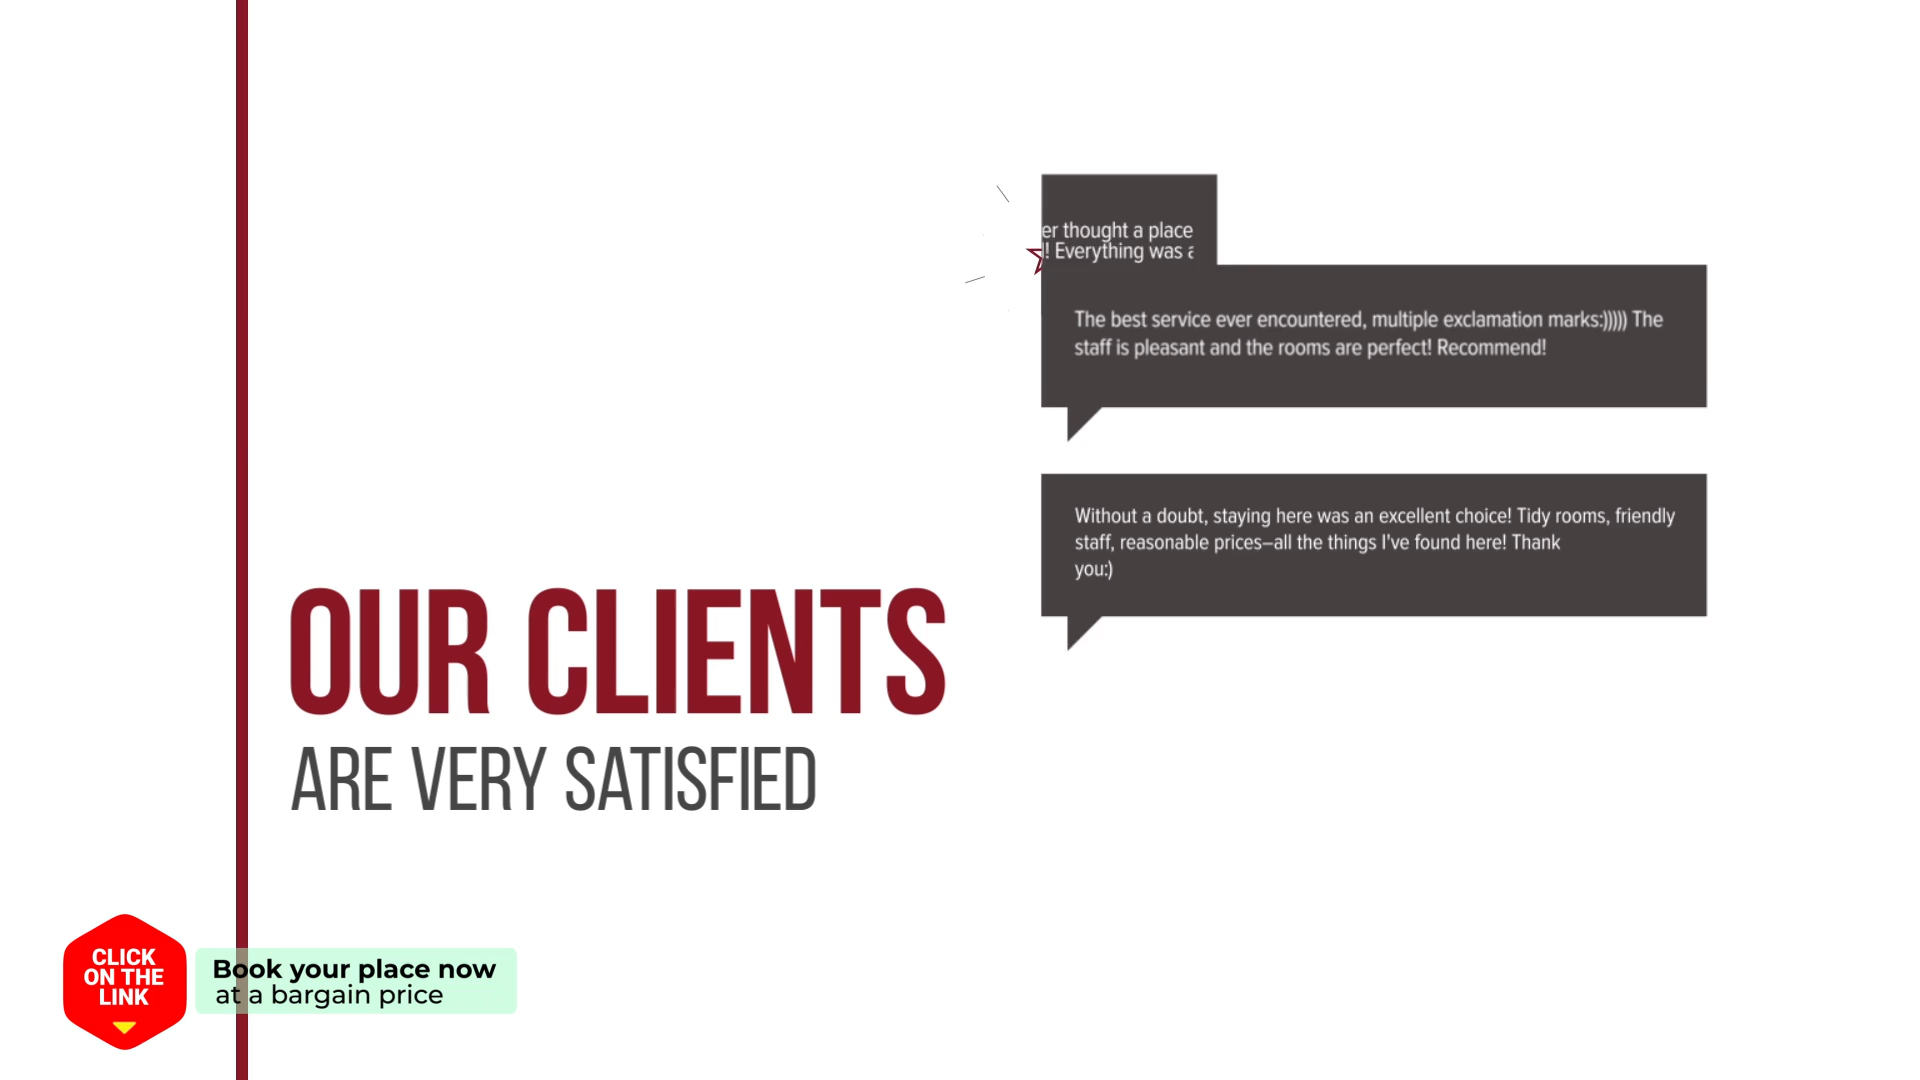 er thought a place
! Everything was
The best service ever encountered, multiple exclamation marks:))))) The
staff is pleasant and the rooms are perfect! Recommend!
Without a doubt, staying here was an excellent choice! Tidy rooms, friendly
staff, reasonable prices–all the things I've found here! Thank
you:)
OUR CLIENTS
ARE VERY SATISFIED
CLICK
ON THE
LINK
Book your place now
at a bargain price